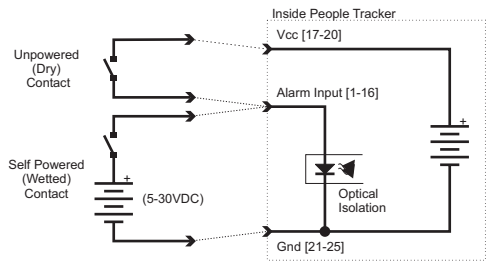 Inside People Tracker
Vcc [17-20]
Unpowered
(Dry)
Contact
Alarm Input [1-16]
+
Self Powered
(Wetted)
Contact
+
(5-30VDC)
Optical
Isolation
Gnd [21-25]